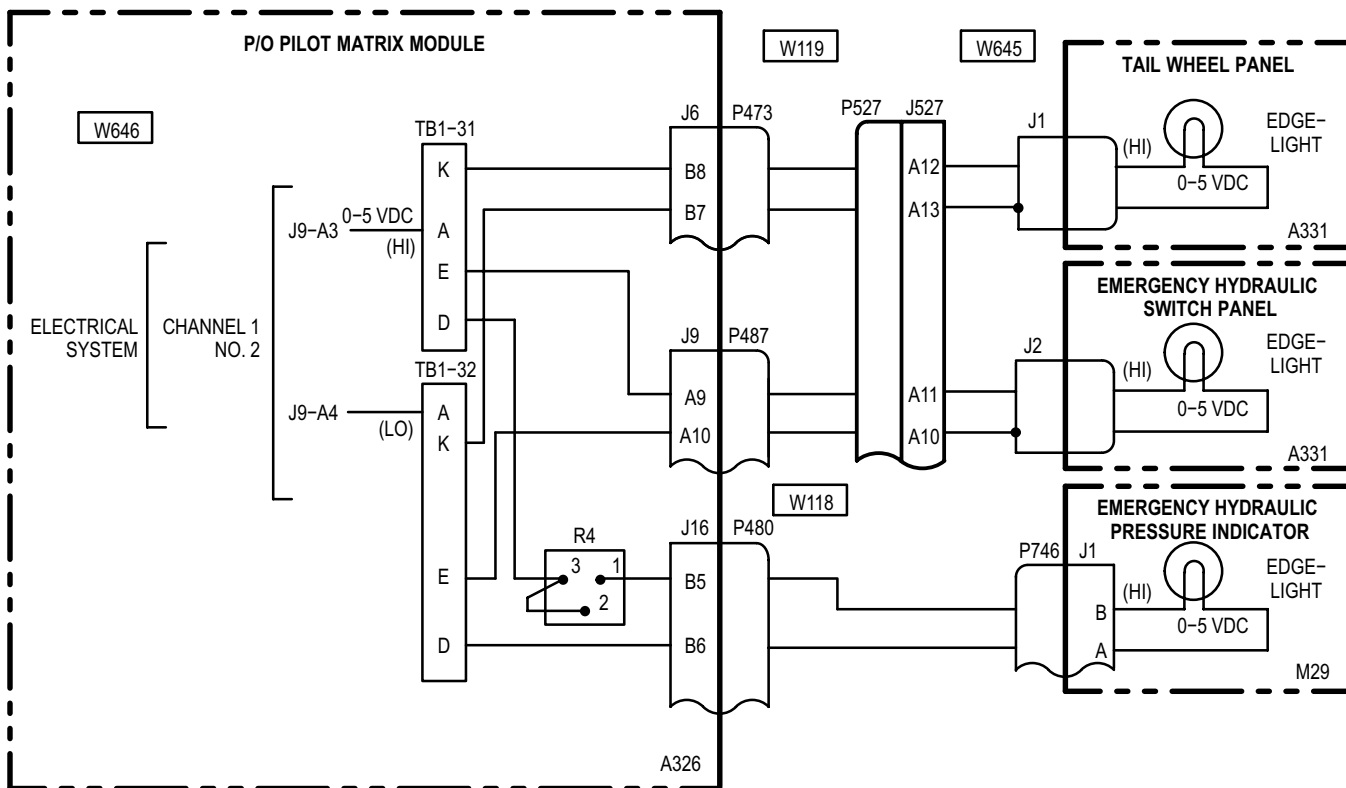 P/O PILOT MATRIX MODULE
W119
W645
TAIL WHEEL PANEL
W646
TB1−31
J6
P473
P527
J527
J1
(HI)
EDGE−
LIGHT
K
B8
A12
0−5 VDC
B7
A13
J9−A3
0−5 VDC
(HI)
A
A331
E
EMERGENCY HYDRAULIC
SWITCH PANEL
ELECTRICAL
SYSTEM
CHANNEL 1
NO. 2
D
J9
P487
J2
(HI)
EDGE−
LIGHT
TB1−32
A9
A11
0−5 VDC
J9−A4
(LO)
A
K
A10
A10
A331
W118
EMERGENCY HYDRAULIC
PRESSURE INDICATOR
R4
J16
P480
P746
J1
E
3
1
2
B5
(HI)
EDGE−
LIGHT
B
0−5 VDC
D
B6
A
M29
A326